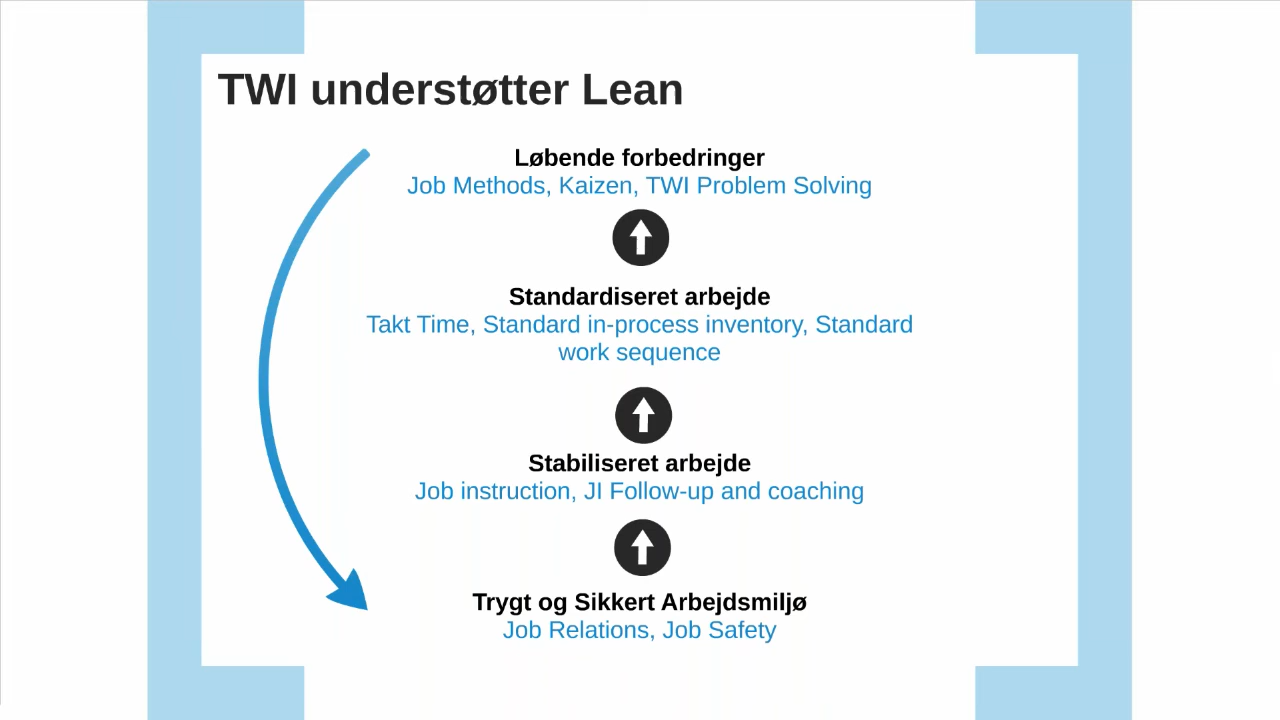 TWI understøtter Lean
Løbende forbedringer
Job Methods, Kaizen, TWI Problem Solving
Standardiseret arbejde
Takt Time, Standard in-process inventory, Standard
work sequence
Stabiliseret arbejde
Job instruction, JI Follow-up and coaching
Trygt og Sikkert Arbejdsmiljø
Job Relations, Job Safety